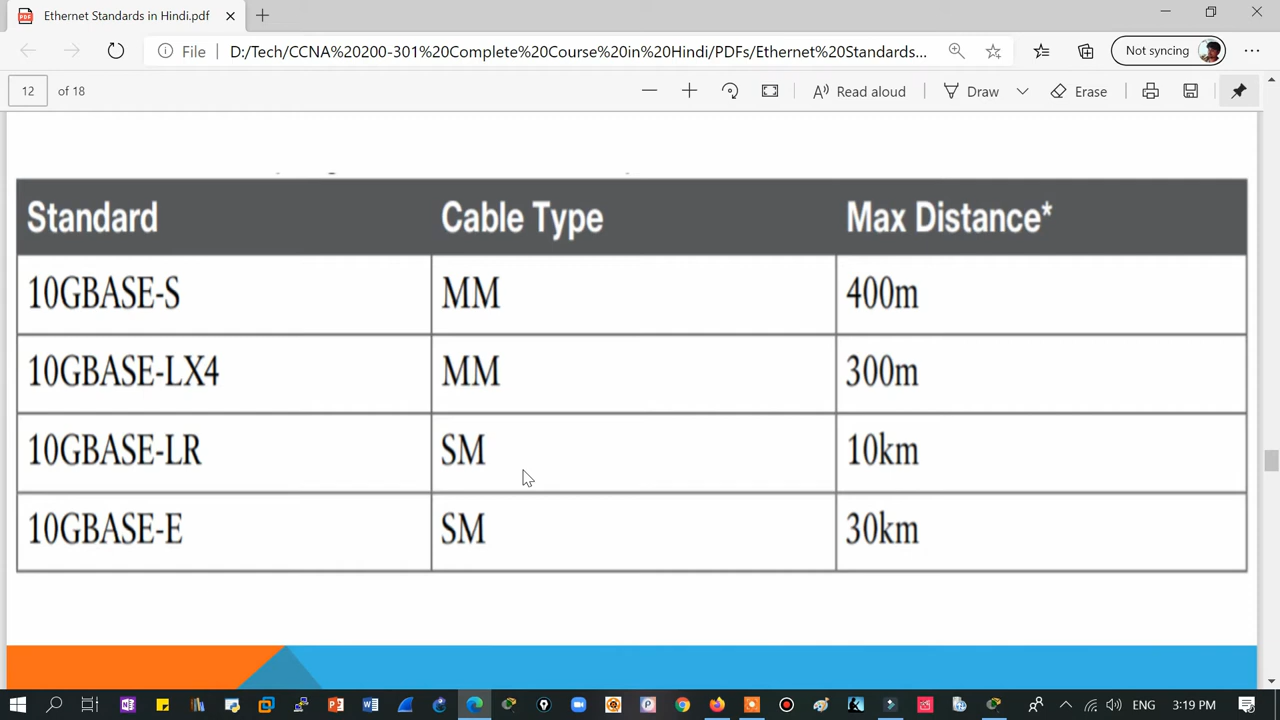 Ethernet Standards in Hindi.pdf
File D:/Tech/CCNA%20200-301%20Complete%20Course%20in%20Hindi/PDFs/Ethernet%20Standards... Not syncing
12 of 18 Read aloud Draw Erase
Standard Cable Type Max Distance*
10GBASE-S MM 400m
10GBASE-LX4 MM 300m
10GBASE-LR SM 10km
10GBASE-E SM 30km
ENG 3:19 PM